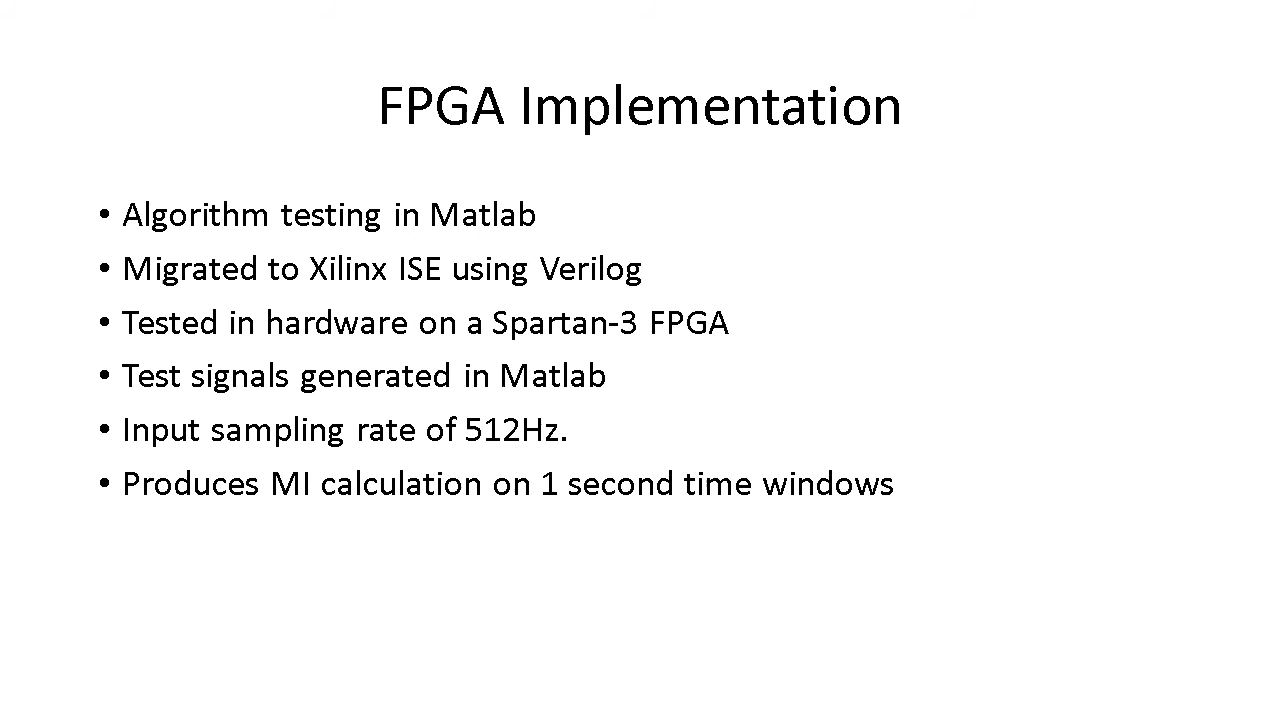 FPGA Implementation
• Algorithm testing in Matlab
• Migrated to Xilinx ISE using Verilog
• Tested in hardware on a Spartan-3 FPGA
• Test signals generated in Matlab
• Input sampling rate of 512Hz.
• Produces MI calculation on 1 second time windows